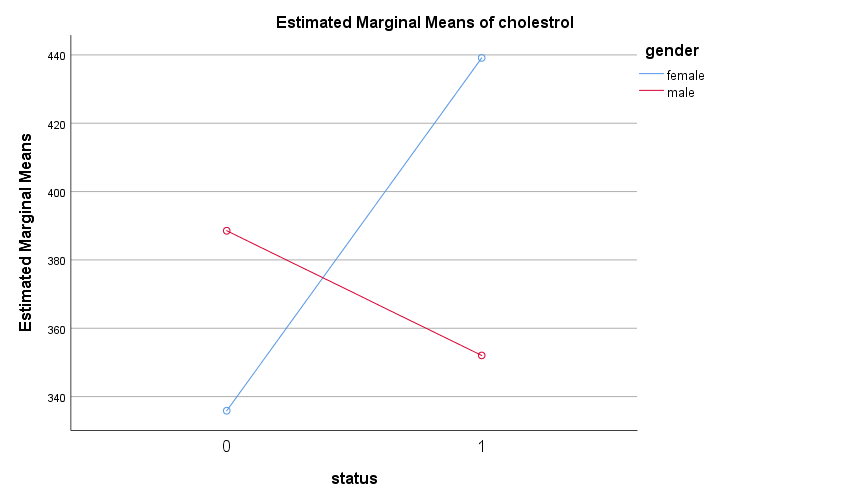 Estimated Marginal Means of cholestrol
gender
female
male
Estimated Marginal Means
440
420
400
380
360
340
0 1
status